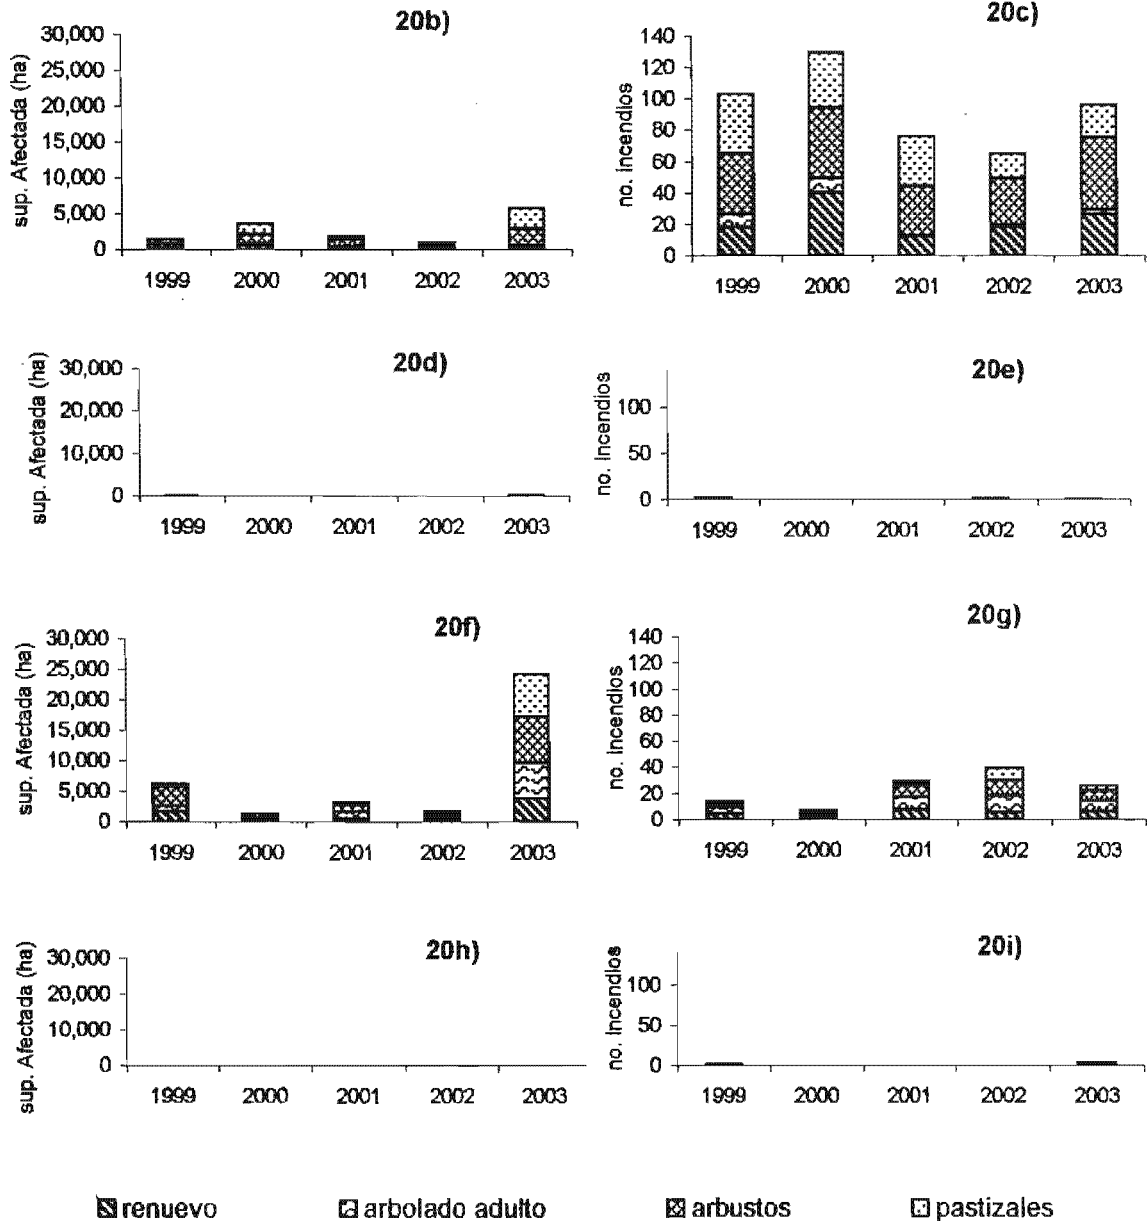 20b)
sup. Afectada (ha)
30,000
25,000
20,000
15,000
10,000
5,000
0
1999 2000 2001 2002 2003
20c)
no. incendios
140
120
100
80
60
40
20
0
1999 2000 2001 2002 2003
20d)
sup. Afectada (ha)
30,000
20,000
10,000
0
1999 2000 2001 2002 2003
20e)
no. Incendios
100
50
0
1999 2000 2001 2002 2003
20f)
sup. Afectada (ha)
30,000
25,000
20,000
15,000
10,000
5,000
0
1999 2000 2001 2002 2003
20g)
no. Incendios
140
120
100
80
60
40
20
0
1999 2000 2001 2002 2003
20h)
sup. Afectada (ha)
30,000
20,000
10,000
0
1999 2000 2001 2002 2003
20i)
no. Incendios
100
50
0
1999 2000 2001 2002 2003
renuevo arbolado adulto arbustos pastizales